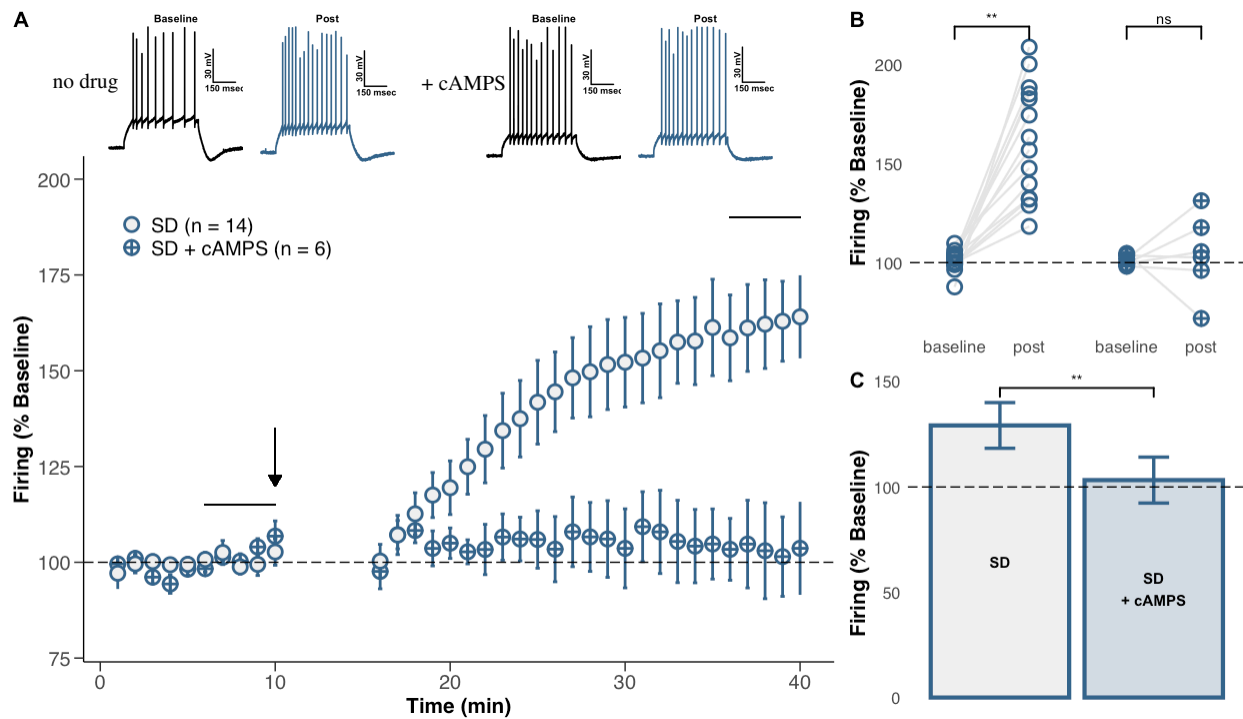 A
Baseline
Post
Baseline
Post
no drug
30 mV
150 msec
30 mV
150 msec
+ cAMPS
30 mV
150 msec
30 mV
150 msec
SD (n = 14)
SD + cAMPS (n = 6)
Firing (% Baseline)
200
175
150
125
100
75
0
10
20
30
40
Time (min)
B
**
ns
Firing (% Baseline)
200
150
100
baseline
post
baseline
post
C
**
Firing (% Baseline)
150
100
50
0
SD
SD
+ cAMPS